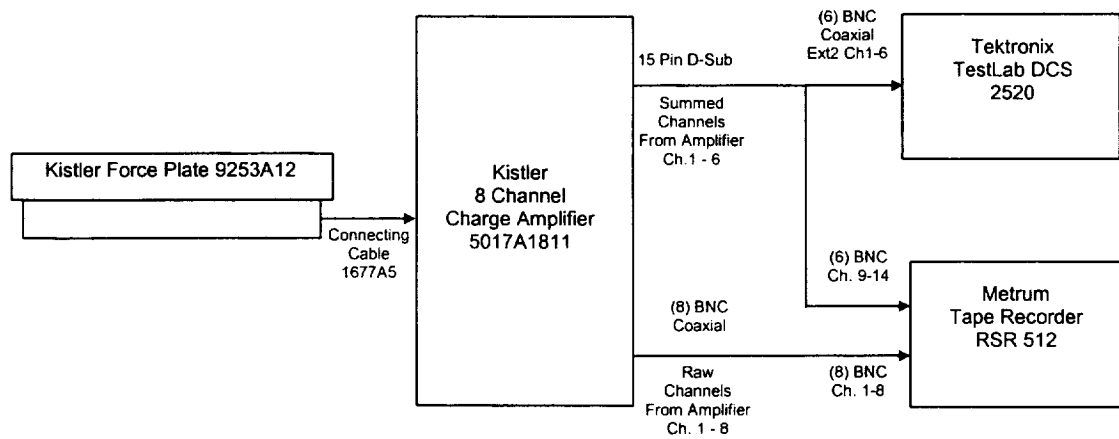 Kistler Force Plate 9253A12
Connecting
Cable
1677A5
Kistler
8 Channel
Charge Amplifier
5017A1811
15 Pin D-Sub
Summed
Channels
From Amplifier
Ch.1 - 6
(6) BNC
Coaxial
Ext2 Ch1-6
Tektronix
TestLab DCS
2520
(6) BNC
Ch. 9-14
(8) BNC
Coaxial
Raw
Channels
From Amplifier
Ch. 1 - 8
(8) BNC
Ch. 1-8
Metrum
Tape Recorder
RSR 512